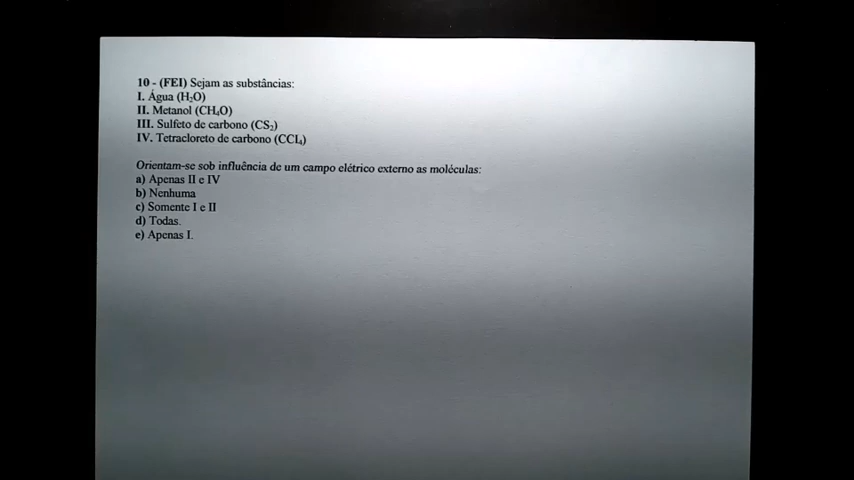 10 - (FEI) Sejam as substâncias:
I. Água (H₂O)
II. Metanol (CH₄O)
III. Sulfeto de carbono (CS₂)
IV. Tetracloreto de carbono (CCl₄)
Orientam-se sob influência de um campo elétrico externo as moléculas:
a) Apenas II e IV
b) Nenhuma
c) Somente I e II
d) Todas.
e) Apenas I.